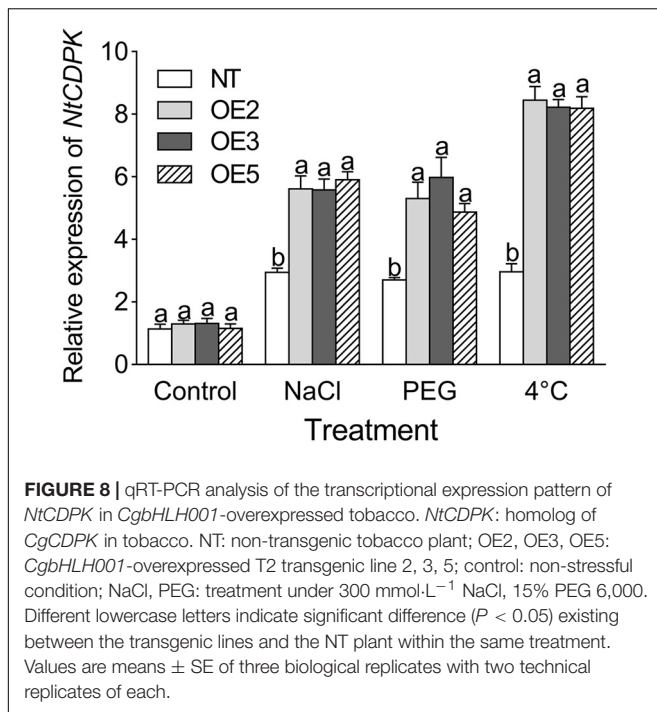 10
8
6
4
2
0
Relative expression of NtCDPK
NT
OE2
OE3
OE5
a a a a
b a a a
b a a a
b a a a
Control NaCl PEG 4°C
Treatment
FIGURE 8 | qRT-PCR analysis of the transcriptional expression pattern of
NtCDPK in CgbHLH001-overexpressed tobacco. NtCDPK: homolog of
CgCDPK in tobacco. NT: non-transgenic tobacco plant; OE2, OE3, OE5:
CgbHLH001-overexpressed T2 transgenic line 2, 3, 5; control: non-stressful
condition; NaCl, PEG: treatment under 300 mmol·L⁻¹ NaCl, 15% PEG 6,000.
Different lowercase letters indicate significant difference (P < 0.05) existing
between the transgenic lines and the NT plant within the same treatment.
Values are means ± SE of three biological replicates with two technical
replicates of each.